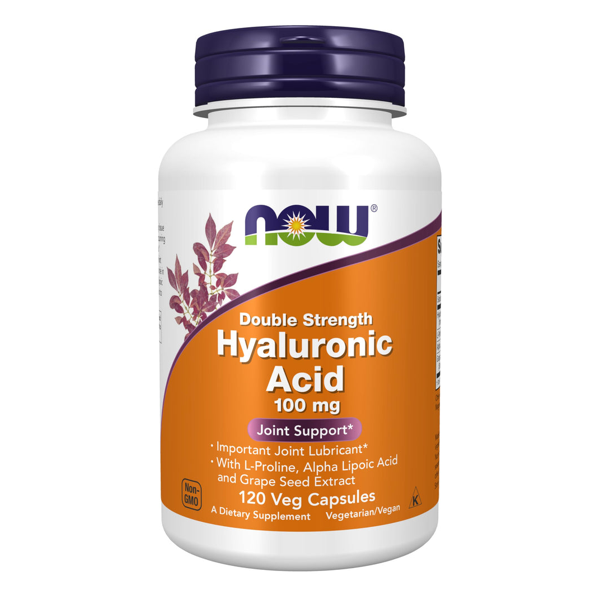 now®
Double Strength
Hyaluronic
Acid
100 mg
Joint Support*
· Important Joint Lubricant*
· With L-Proline, Alpha Lipoic Acid
and Grape Seed Extract
120 Veg Capsules
Non-
GMO
A Dietary Supplement Vegetarian/Vegan
K